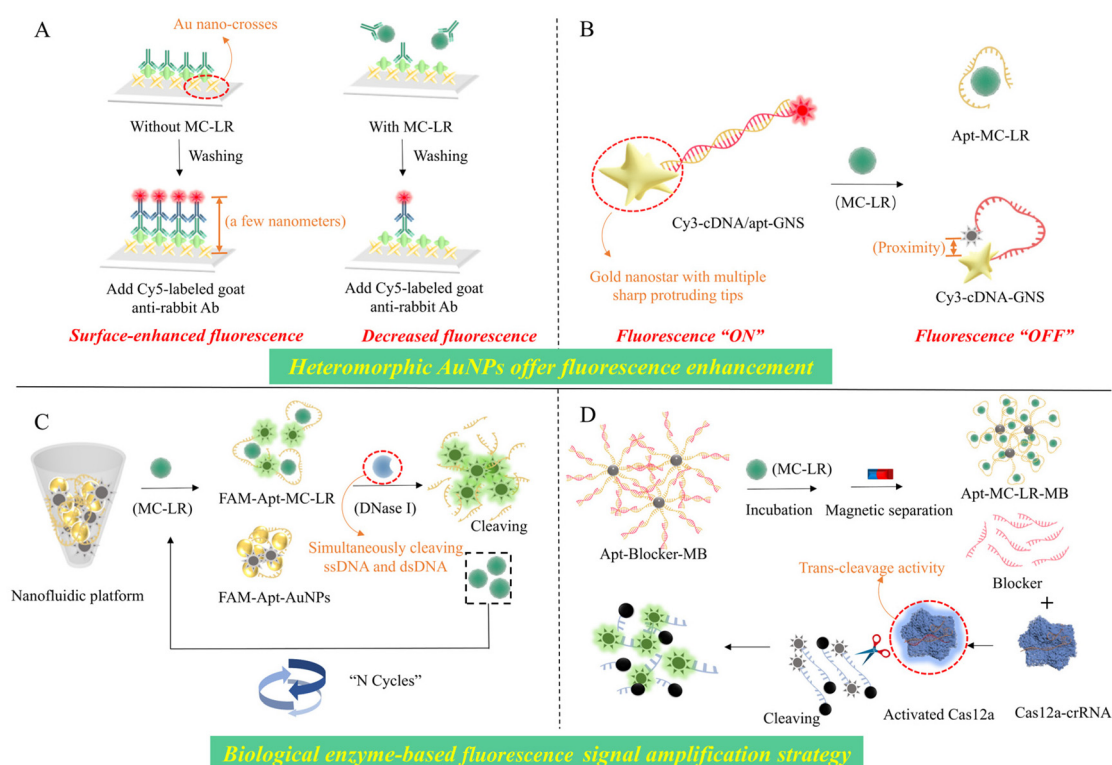 A
Au nano-crosses
Without MC-LR
With MC-LR
Washing
Washing
(a few nanometers)
Add Cy5-labeled goat
anti-rabbit Ab
Add Cy5-labeled goat
anti-rabbit Ab
Surface-enhanced fluorescence
Decreased fluorescence
B
Apt-MC-LR
Cy3-cDNA/apt-GNS
(MC-LR)
(Proximity)
Gold nanostar with multiple
sharp protruding tips
Cy3-cDNA-GNS
Fluorescence “ON”
Fluorescence “OFF”
Heteromorphic AuNPs offer fluorescence enhancement
C
(MC-LR)
FAM-Apt-MC-LR
(DNase I)
Cleaving
Simultaneously cleaving
ssDNA and dsDNA
Nanofluidic platform
FAM-Apt-AuNPs
“N Cycles”
D
(MC-LR)
Incubation
Magnetic separation
Apt-MC-LR-MB
Apt-Blocker-MB
Blocker
Trans-cleavage activity
+
Cleaving
Activated Cas12a
Cas12a-crRNA
Biological enzyme-based fluorescence signal amplification strategy